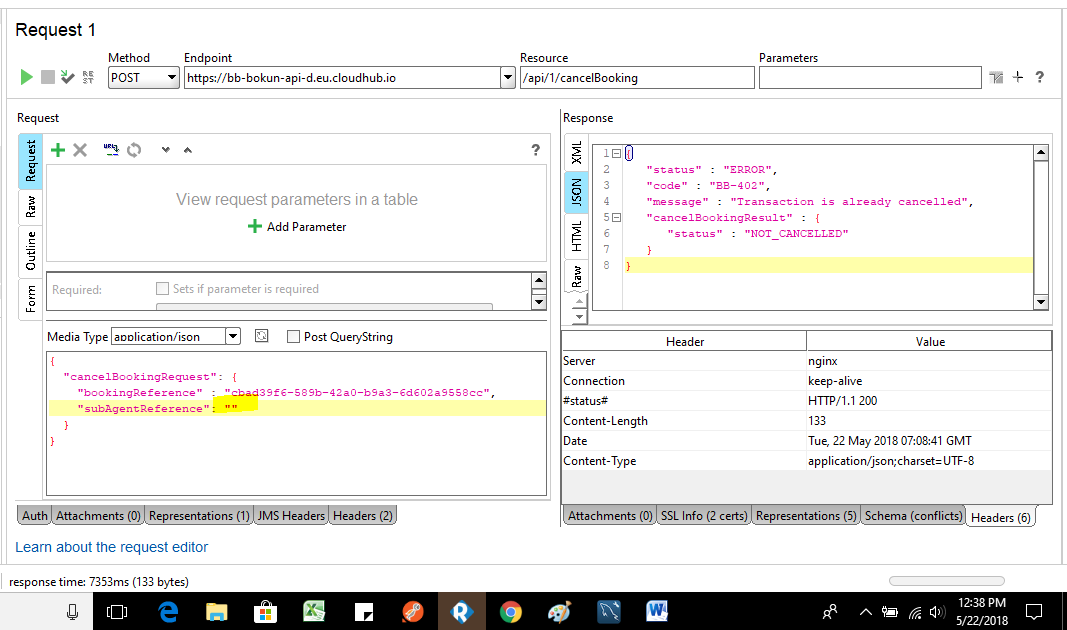 Request 1
Method
Endpoint
Resource
Parameters
RE
ST
POST
https://bb-bokun-api-d.eu.cloudhub.io
/api/1/cancelBooking
?
Request
Request
Raw
Outline
Form
URL
?
View request parameters in a table
Add Parameter
Required:
Sets if parameter is required
Media Type application/json
Post QueryString
{
"cancelBookingRequest": {
"bookingReference" : "cbad39f6-589b-42a0-b9a3-6d602a9558cc",
"subAgentReference": ""
}
}
Auth
Attachments (0)
Representations (1)
JMS Headers
Headers (2)
Response
XML
JSON
HTML
Raw
1 {
2 "status" : "ERROR",
3 "code" : "BB-402",
4 "message" : "Transaction is already cancelled",
5 "cancelBookingResult" : {
6 "status" : "NOT_CANCELLED"
7 }
8 }
Header Value
Server nginx
Connection keep-alive
#status# HTTP/1.1 200
Content-Length 133
Date Tue, 22 May 2018 07:08:41 GMT
Content-Type application/json;charset=UTF-8
Attachments (0)
SSL Info (2 certs)
Representations (5)
Schema (conflicts)
Headers (6)
Learn about the request editor
response time: 7353ms (133 bytes)
12:38 PM
5/22/2018